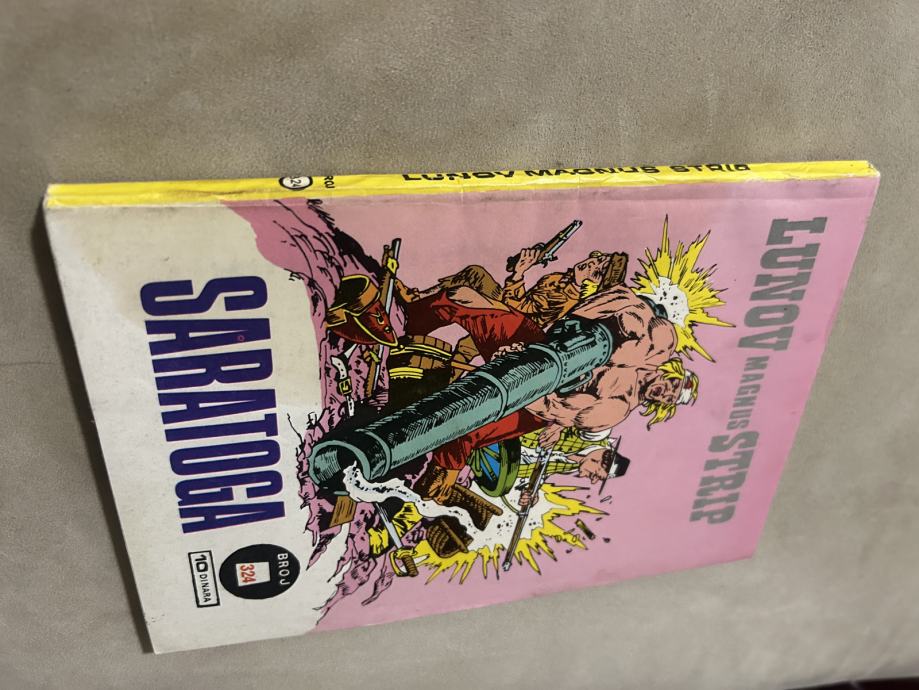 LUNOV MAGNUS STRIP
SARATOGA
BROJ
324
10 DINARA
LUNOV MAGNUS STRIP